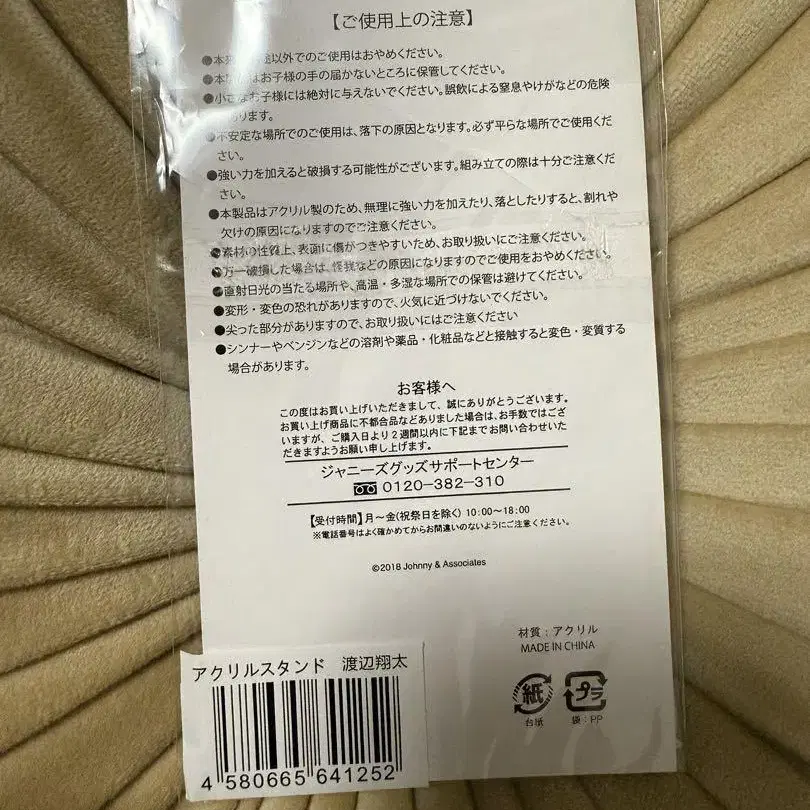 【ご使用上の注意】
●本来の用途以外でのご使用はおやめください。
●本製品はお子様の手の届かないところに保管してください。
●小さなお子様には絶対に与えないでください。誤飲による窒息やけがなどの危険
があります。
●不安定な場所でのご使用は、落下の原因となります。必ず平らな場所でご使用くだ
さい。
●強い力を加えると破損する可能性がございます。組み立ての際は十分ご注意くだ
さい。
●本製品はアクリル製のため、無理に強い力を加えたり、落としたりすると、割れや
欠けの原因になりますのでご注意ください。
●素材の性質上、表面に傷がつきやすいため、お取り扱いにご注意ください。
●万一破損した場合は、怪我などの原因になりますのでご使用をおやめください。
●直射日光の当たる場所や、高温・多湿な場所での保管は避けてください。
●変形・変色の恐れがありますので、火気に近づけないでください。
●尖った部分がありますので、お取り扱いにはご注意ください
●シンナーやベンジンなどの溶剤や薬品・化粧品などと接触すると変色・変質する
場合があります。
お客様へ
この度はお買い上げいただきまして、誠にありがとうございます。
お買い上げ商品に不都合品などありました場合は、お手数ではござ
いますが、ご購入日より2週間以内に下記までお問い合わせいた
だきますようお願い申し上げます。
ジャニーズグッズサポートセンター
0120-382-310
【受付時間】月〜金(祝祭日を除く) 10:00〜18:00
※電話番号はよく確かめてからお間違いのないようにご注意ください。
©2018 Johnny & Associates
材質:アクリル
MADE IN CHINA
紙 プラ
台紙 袋:PP
アクリルスタンド 渡辺翔太
4 580665 641252